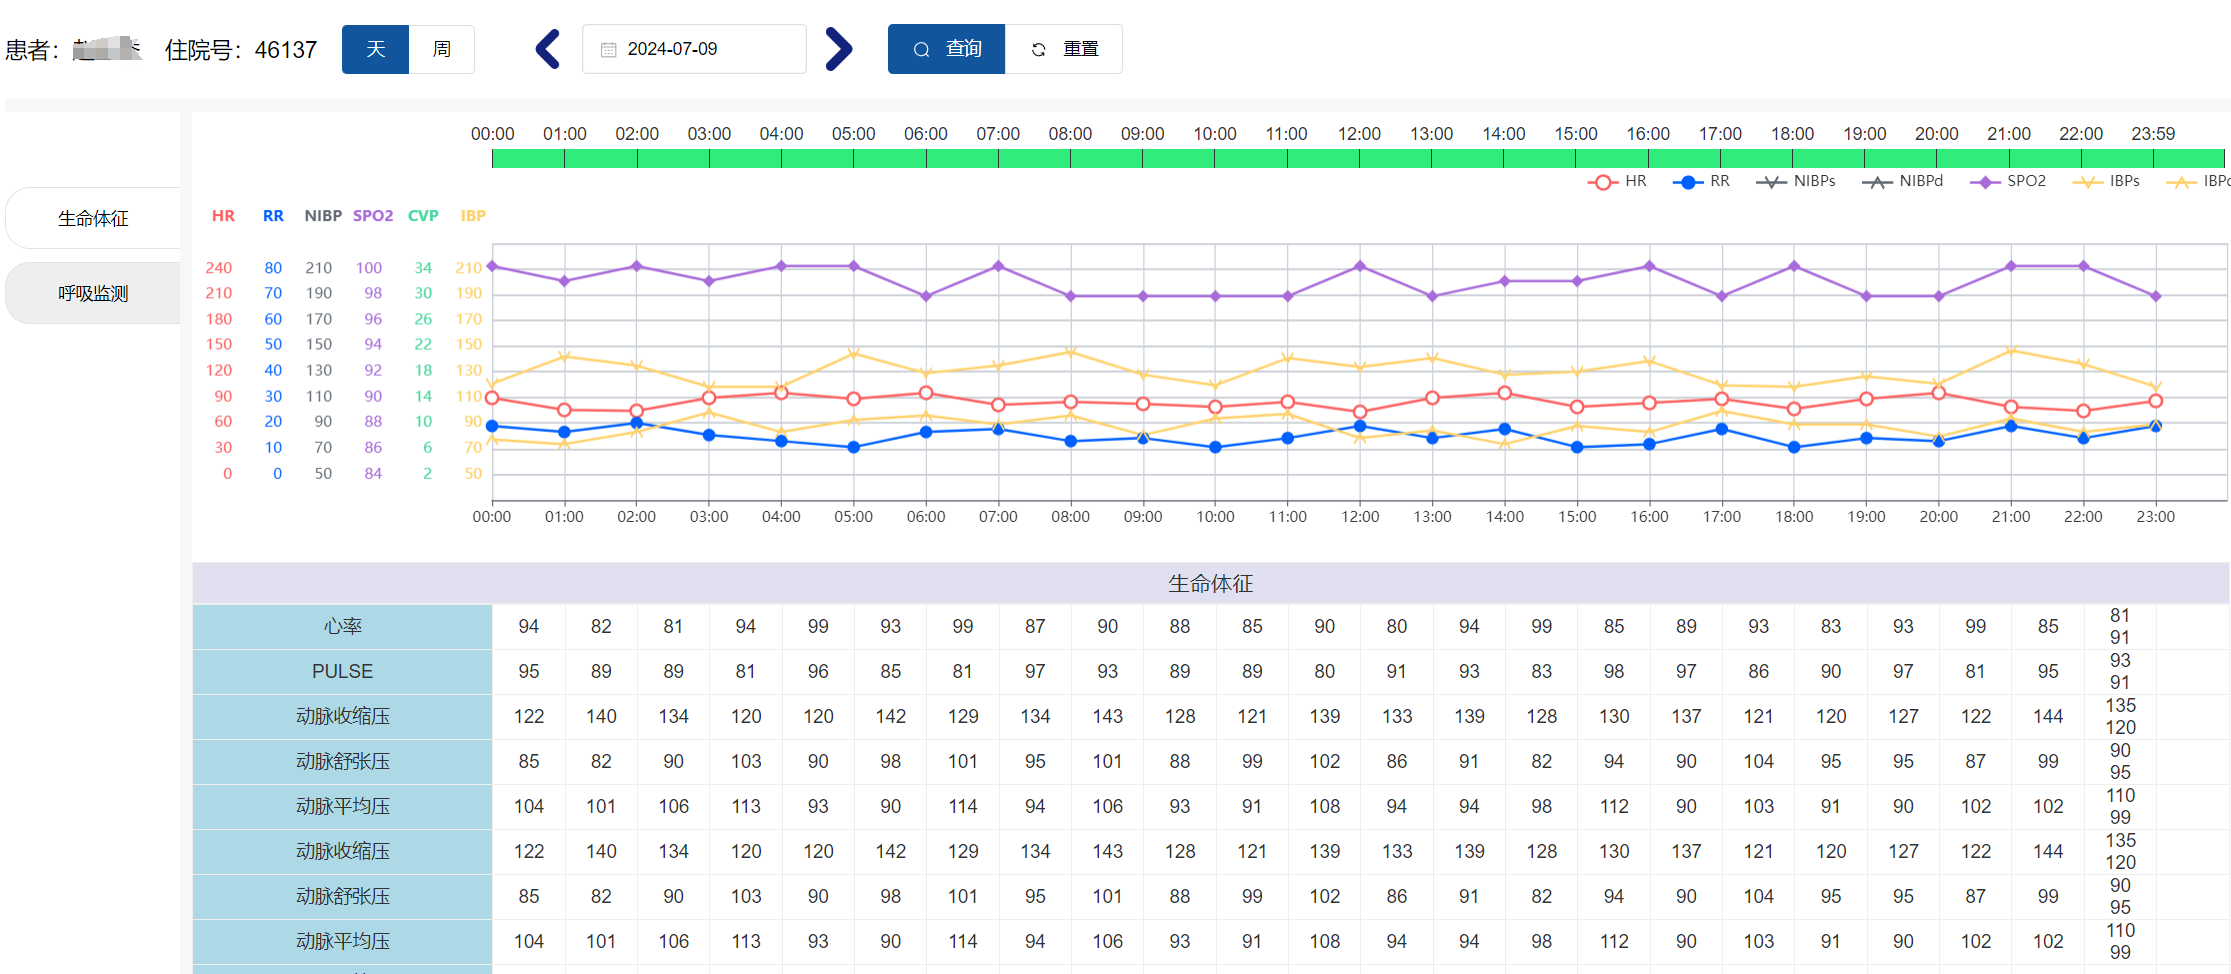 患者： 住院号：46137 天 周 2024-07-09 查询 重置
00:00 01:00 02:00 03:00 04:00 05:00 06:00 07:00 08:00 09:00 10:00 11:00 12:00 13:00 14:00 15:00 16:00 17:00 18:00 19:00 20:00 21:00 22:00 23:59
HR RR NIBPs NIBPd SPO2 IBPs IBPd
生命体征
呼吸监测
HR RR NIBP SPO2 CVP IBP
240 80 210 100 34 210
210 70 190 98 30 190
180 60 170 96 26 170
150 50 150 94 22 150
120 40 130 92 18 130
90 30 110 90 14 110
60 20 90 88 10 90
30 10 70 86 6 70
0 0 50 84 2 50
00:00 01:00 02:00 03:00 04:00 05:00 06:00 07:00 08:00 09:00 10:00 11:00 12:00 13:00 14:00 15:00 16:00 17:00 18:00 19:00 20:00 21:00 22:00 23:00
生命体征
心率 94 82 81 94 99 93 99 87 90 88 85 90 80 94 99 85 89 93 83 93 99 85 81 91
PULSE 95 89 89 81 96 85 81 97 93 89 89 80 91 93 83 98 97 86 90 97 81 95 93 91
动脉收缩压 122 140 134 120 120 142 129 134 143 128 121 139 133 139 128 130 137 121 120 127 122 144 135 120
动脉舒张压 85 82 90 103 90 98 101 95 101 88 99 102 86 91 82 94 90 104 95 95 87 99 90 95
动脉平均压 104 101 106 113 93 90 114 94 106 93 91 108 94 94 98 112 90 103 91 90 102 102 110 99
动脉收缩压 122 140 134 120 120 142 129 134 143 128 121 139 133 139 128 130 137 121 120 127 122 144 135 120
动脉舒张压 85 82 90 103 90 98 101 95 101 88 99 102 86 91 82 94 90 104 95 95 87 99 90 95
动脉平均压 104 101 106 113 93 90 114 94 106 93 91 108 94 94 98 112 90 103 91 90 102 102 110 99